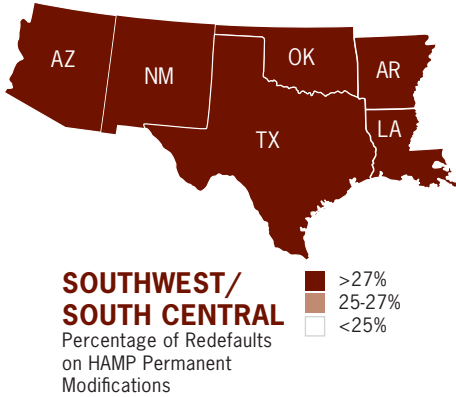 AZ
NM
OK
AR
TX
LA
SOUTHWEST/
SOUTH CENTRAL
Percentage of Redefaults
on HAMP Permanent
Modifications
>27%
25-27%
<25%